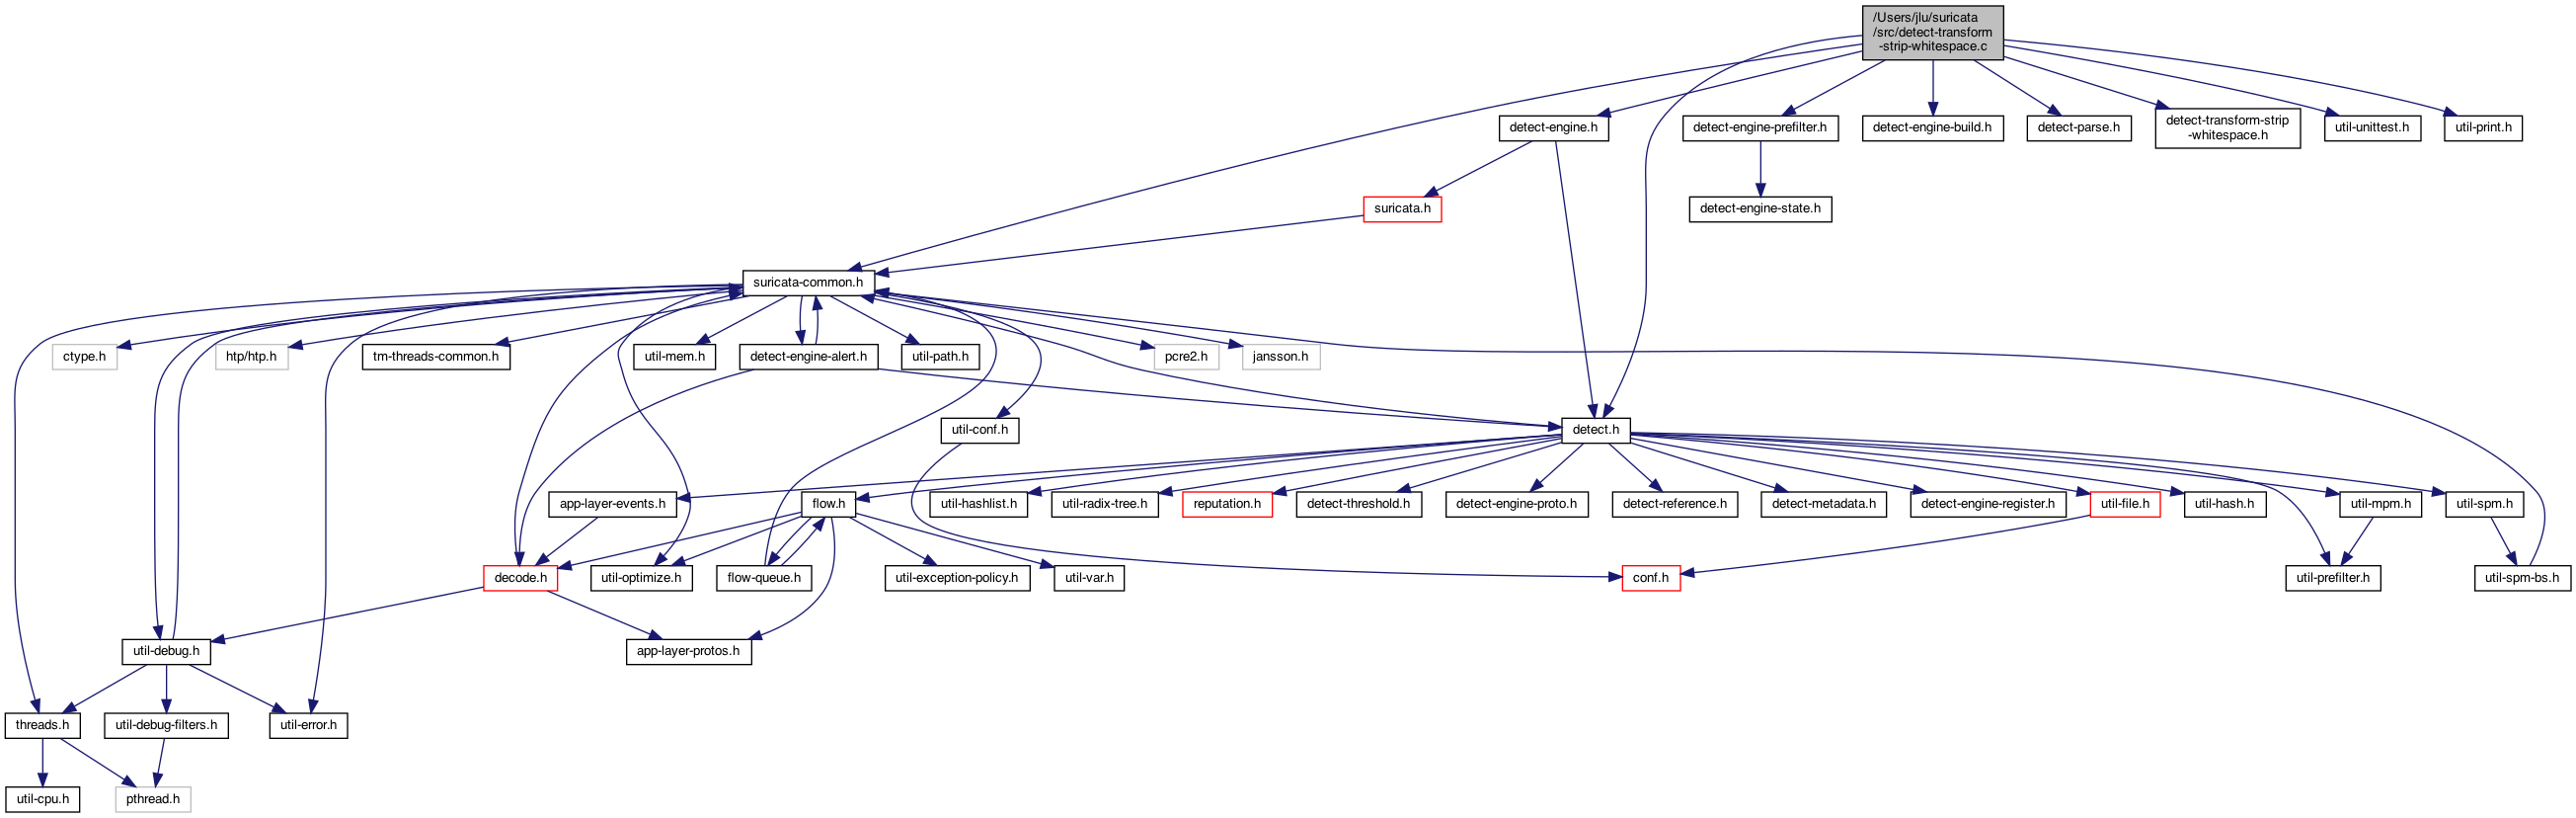 /Users/jlu/suricata
/src/detect-transform
-strip-whitespace.c
detect-engine.h
detect-engine-prefilter.h
detect-engine-build.h
detect-parse.h
detect-transform-strip
-whitespace.h
util-unittest.h
util-print.h
suricata.h
detect-engine-state.h
suricata-common.h
ctype.h
htp/htp.h
tm-threads-common.h
util-mem.h
detect-engine-alert.h
util-path.h
pcre2.h
jansson.h
util-conf.h
detect.h
app-layer-events.h
flow.h
util-hashlist.h
util-radix-tree.h
reputation.h
detect-threshold.h
detect-engine-proto.h
detect-reference.h
detect-metadata.h
detect-engine-register.h
util-file.h
util-hash.h
util-mpm.h
util-spm.h
decode.h
util-optimize.h
flow-queue.h
util-exception-policy.h
util-var.h
conf.h
util-prefilter.h
util-spm-bs.h
util-debug.h
app-layer-protos.h
threads.h
util-debug-filters.h
util-error.h
util-cpu.h
pthread.h